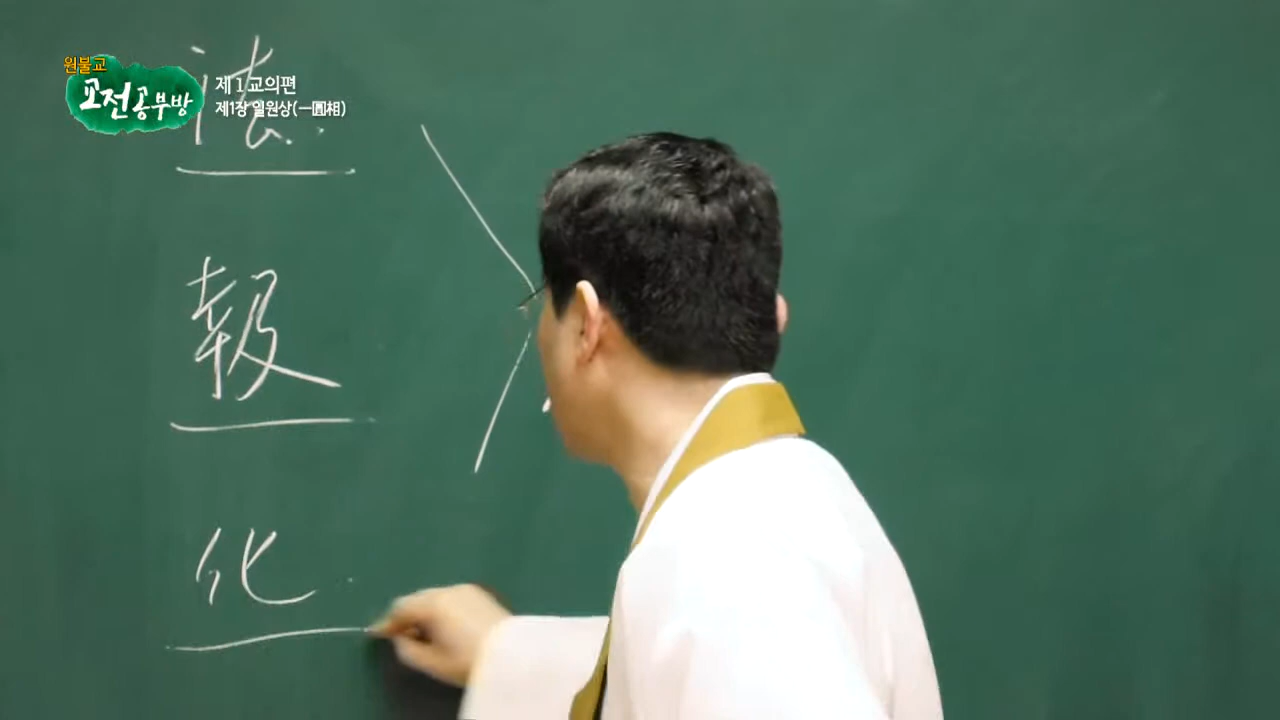 원불교
교전공부방
제 1 교의편
제1장 일원상(一圓相)
法
報
化